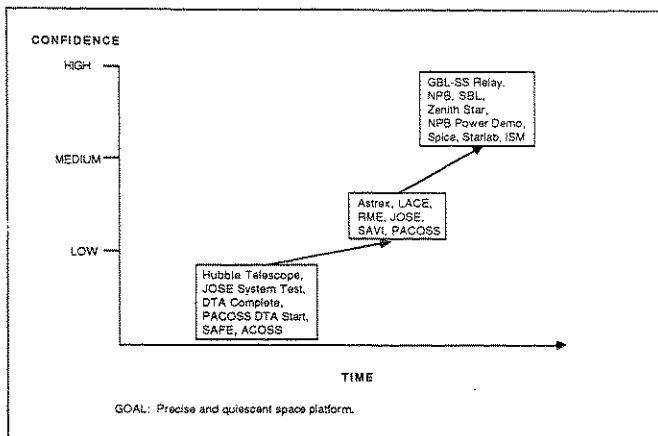 CONFIDENCE
HIGH
GBL-SS Relay,
NPB, SBL,
Zenith Star,
NPB Power Demo,
Spice, Starlab, ISM
MEDIUM
Astrex, LACE,
RME, JOSE,
SAVI, PACOSS
LOW
Hubble Telescope,
JOSE System Test,
DTA Complete,
PACOSS DTA Start,
SAFE, ACOSS
TIME
GOAL: Precise and quiescent space platform.